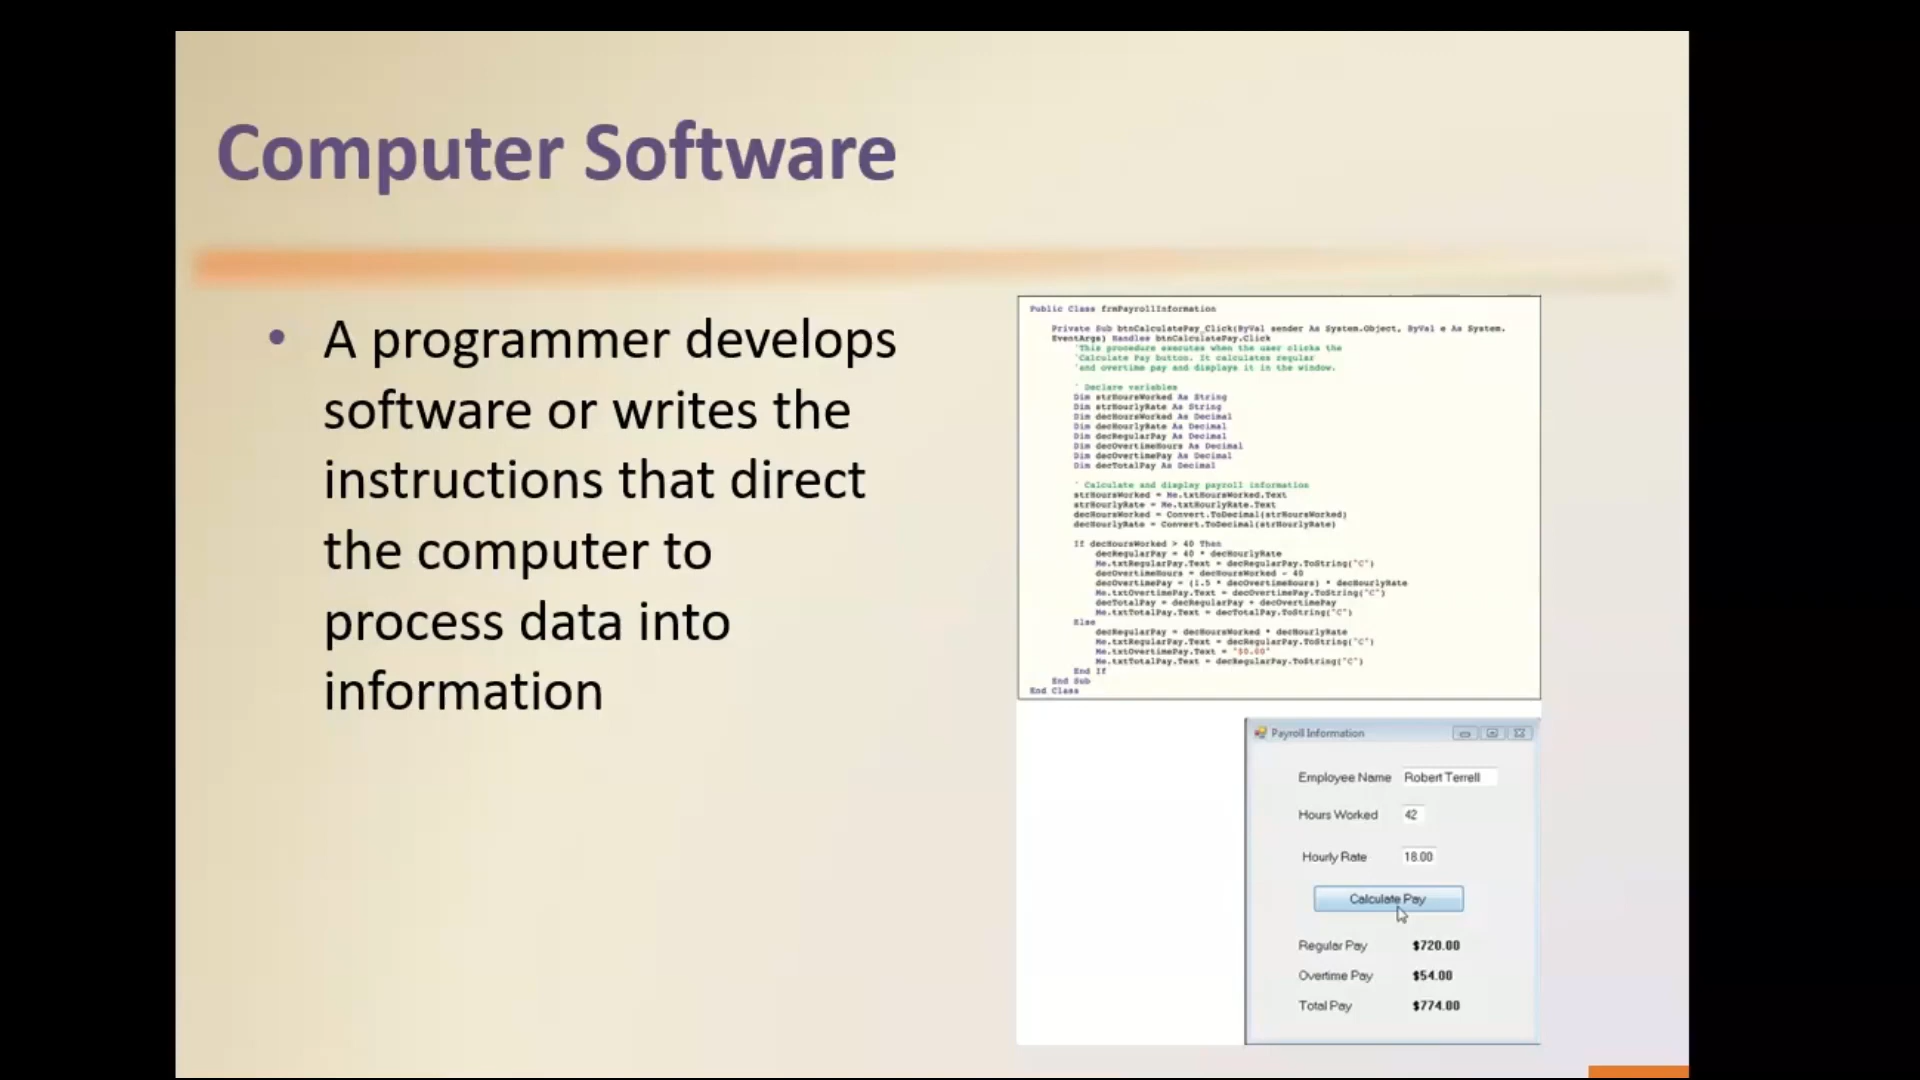 Computer Software
• A programmer develops
software or writes the
instructions that direct
the computer to
process data into
information
Public Class frmPayrollInformation
Private Sub btnCalculatePay_Click(ByVal sender As System.Object, ByVal e As System.
EventArgs) Handles btnCalculatePay.Click
'This procedure executes when the user clicks the
'Calculate Pay button. It calculates regular
'and overtime pay and displays it in the window.
' Declare variables
Dim strHoursWorked As String
Dim strHourlyRate As String
Dim decHoursWorked As Decimal
Dim decHourlyRate As Decimal
Dim decRegularPay As Decimal
Dim decOvertimeHours As Decimal
Dim decOvertimePay As Decimal
Dim decTotalPay As Decimal
' Calculate and display payroll information
strHoursWorked = Me.txtHoursWorked.Text
strHourlyRate = Me.txtHourlyRate.Text
decHoursWorked = Convert.ToDecimal(strHoursWorked)
decHourlyRate = Convert.ToDecimal(strHourlyRate)
If decHoursWorked > 40 Then
decRegularPay = 40 * decHourlyRate
Me.txtRegularPay.Text = decRegularPay.ToString("C")
decOvertimeHours = decHoursWorked - 40
decOvertimePay = (1.5 * decOvertimeHours) * decHourlyRate
Me.txtOvertimePay.Text = decOvertimePay.ToString("C")
decTotalPay = decRegularPay + decOvertimePay
Me.txtTotalPay.Text = decTotalPay.ToString("C")
Else
decRegularPay = decHoursWorked * decHourlyRate
Me.txtRegularPay.Text = decRegularPay.ToString("C")
Me.txtOvertimePay.Text = "$0.00"
Me.txtTotalPay.Text = decRegularPay.ToString("C")
End If
End Sub
End Class
Payroll Information
Employee Name Robert Terrell
Hours Worked 42
Hourly Rate 18.00
Calculate Pay
Regular Pay $720.00
Overtime Pay $54.00
Total Pay $774.00